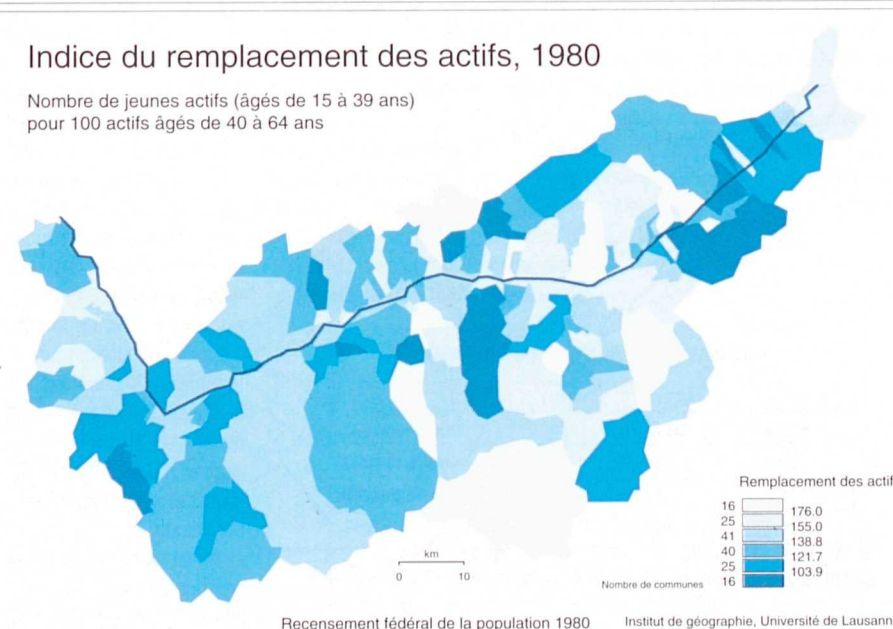 Indice du remplacement des actifs, 1980
Nombre de jeunes actifs (âgés de 15 à 39 ans)
pour 100 actifs âgés de 40 à 64 ans
Remplacement des actif
16
176.0
25
155.0
41
138.8
40
121.7
25
103.9
16
Nombre de communes
km
0 10
Recensement fédéral de la population 1980
Institut de géographie, Université de Lausann